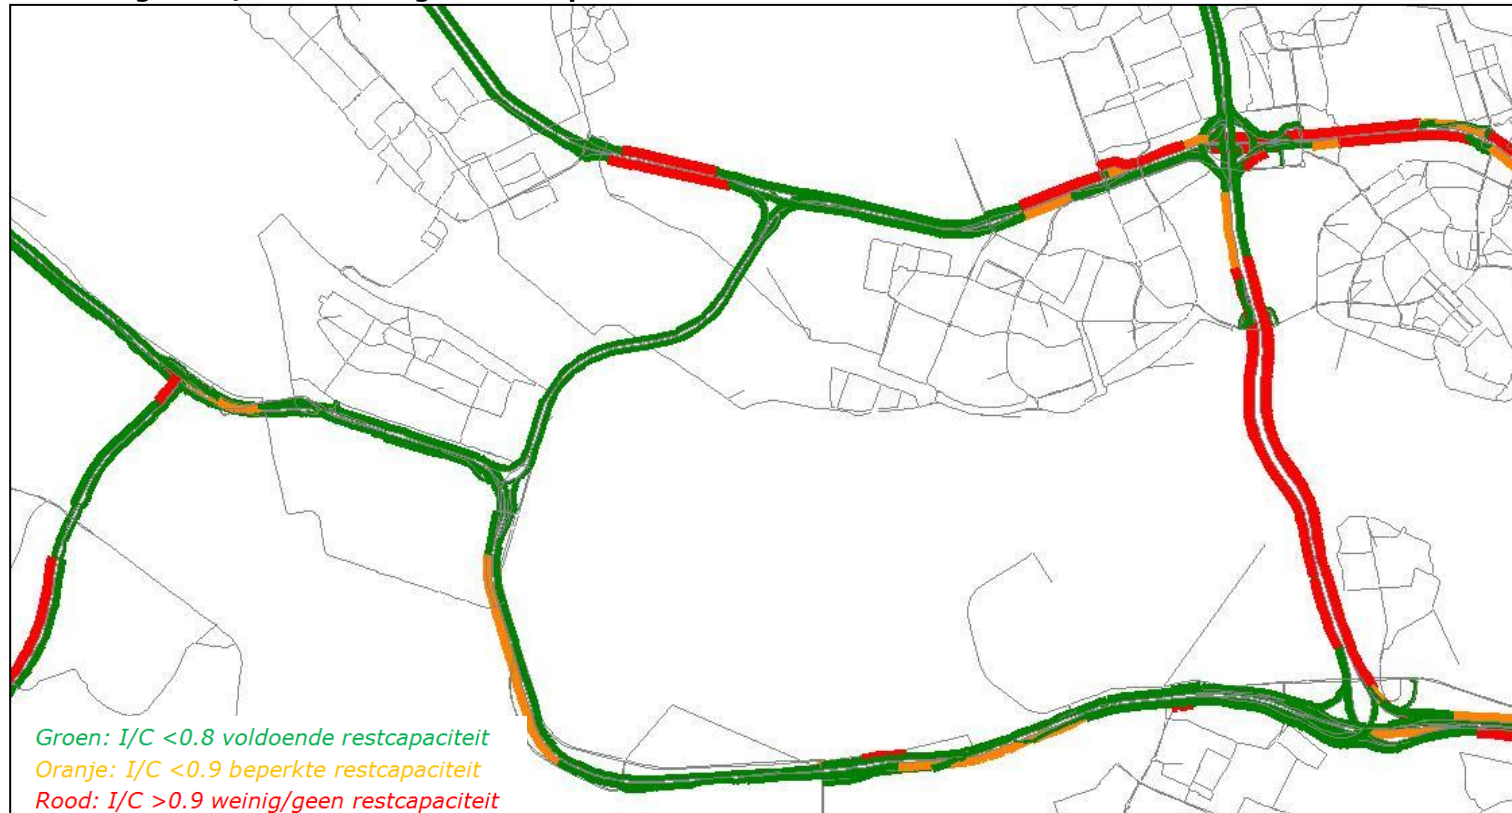 Groen: I/C <0.8 voldoende restcapaciteit
Oranje: I/C <0.9 beperkte restcapaciteit
Rood: I/C >0.9 weinig/geen restcapaciteit